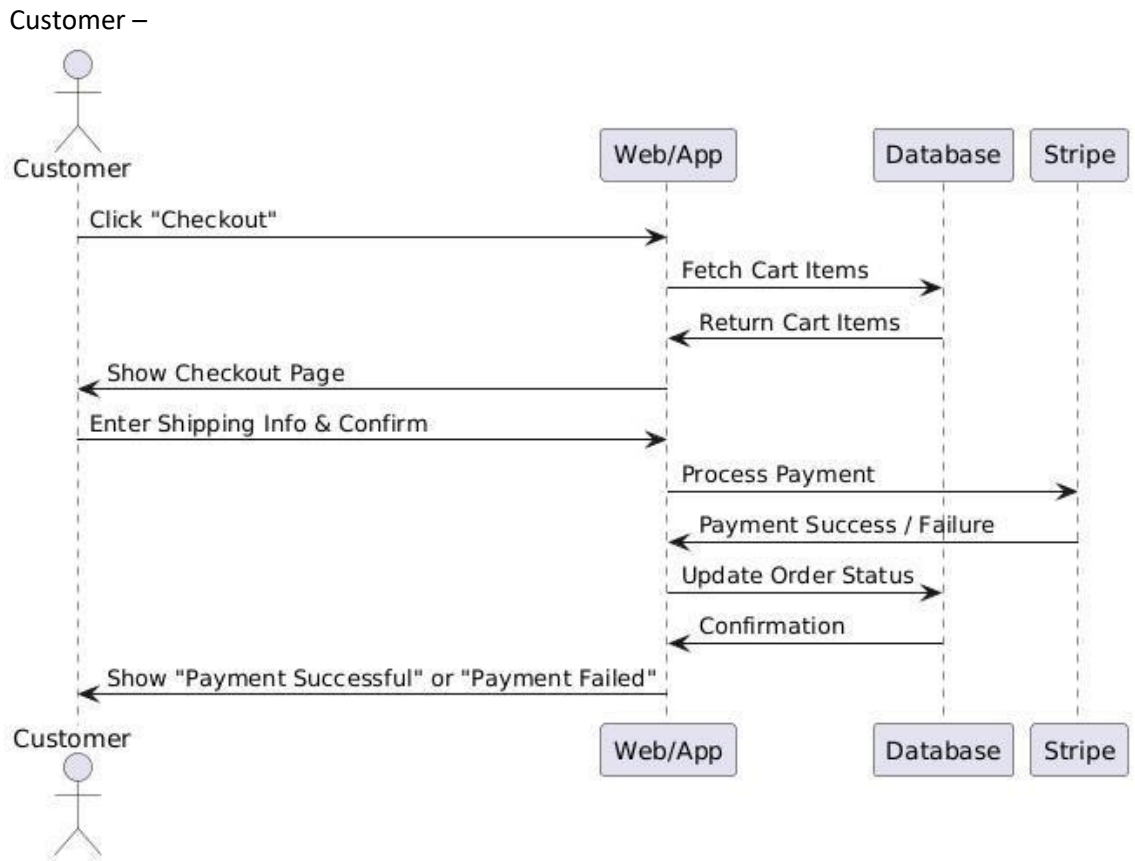 Customer –
Customer
Web/App
Database
Stripe
Click "Checkout"
Fetch Cart Items
Return Cart Items
Show Checkout Page
Enter Shipping Info & Confirm
Process Payment
Payment Success / Failure
Update Order Status
Confirmation
Show "Payment Successful" or "Payment Failed"
Customer
Web/App
Database
Stripe